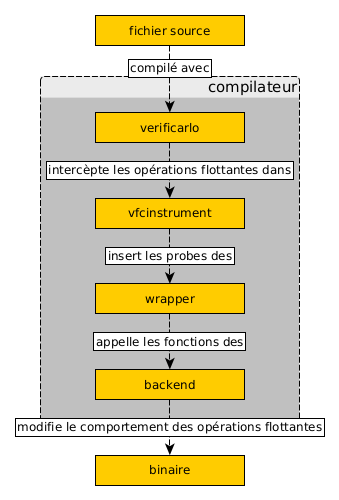 fichier source
compilé avec
compilateur
verificarlo
intercèpte les opérations flottantes dans
vfcinstrument
insert les probes des
wrapper
appelle les fonctions des
backend
modifie le comportement des opérations flottantes
binaire